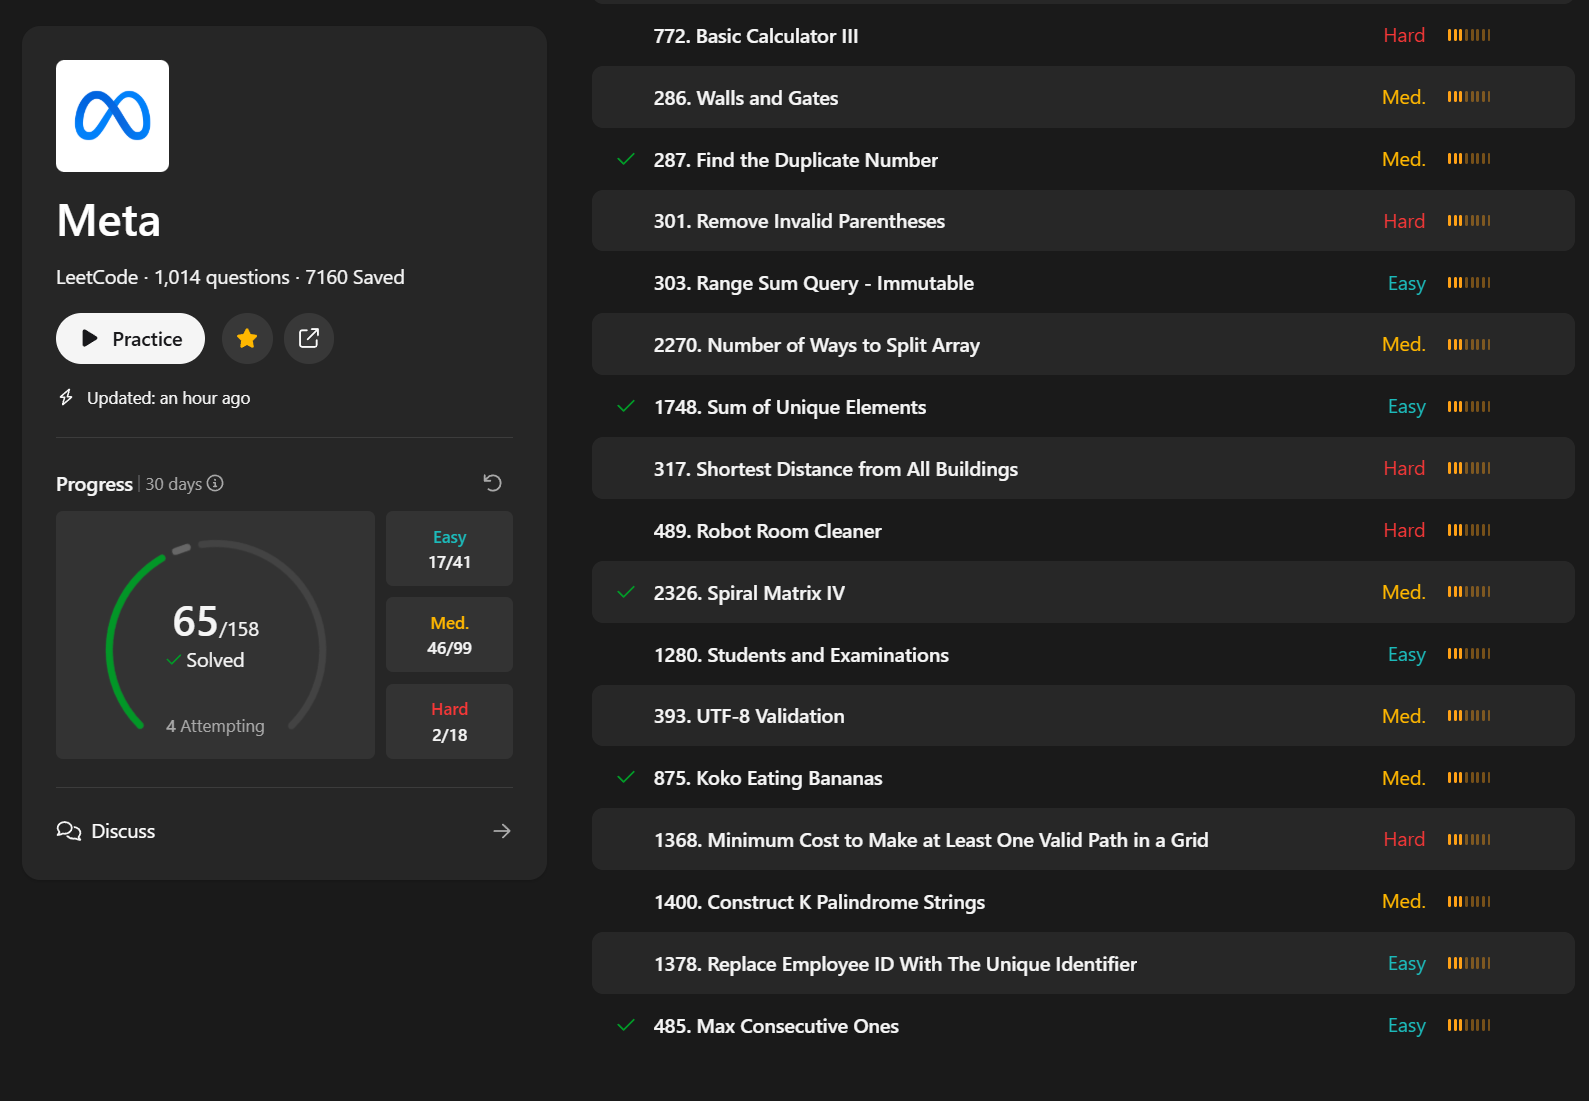 Meta
LeetCode · 1,014 questions · 7160 Saved
Practice
Updated: an hour ago
Progress | 30 days
65/158
Solved
4 Attempting
Easy
17/41
Med.
46/99
Hard
2/18
Discuss
772. Basic Calculator III Hard
286. Walls and Gates Med.
287. Find the Duplicate Number Med.
301. Remove Invalid Parentheses Hard
303. Range Sum Query - Immutable Easy
2270. Number of Ways to Split Array Med.
1748. Sum of Unique Elements Easy
317. Shortest Distance from All Buildings Hard
489. Robot Room Cleaner Hard
2326. Spiral Matrix IV Med.
1280. Students and Examinations Easy
393. UTF-8 Validation Med.
875. Koko Eating Bananas Med.
1368. Minimum Cost to Make at Least One Valid Path in a Grid Hard
1400. Construct K Palindrome Strings Med.
1378. Replace Employee ID With The Unique Identifier Easy
485. Max Consecutive Ones Easy